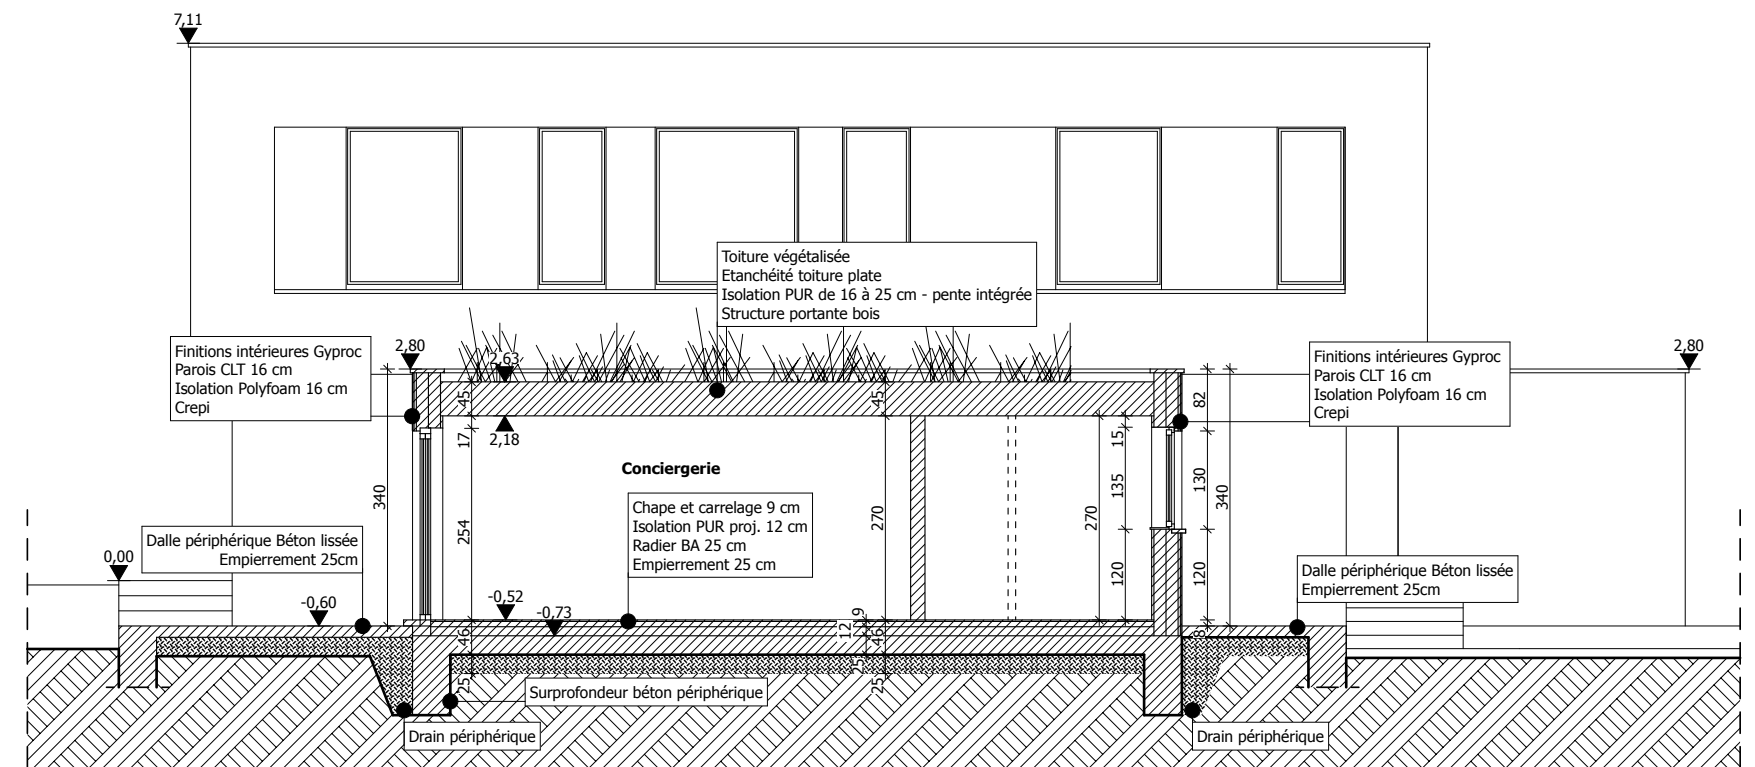 7,11
Toiture végétalisée
Etanchéité toiture plate
Isolation PUR de 16 à 25 cm - pente intégrée
Structure portante bois
Finitions intérieures Gyproc
Parois CLT 16 cm
Isolation Polyfoam 16 cm
Crepi
2,80
2,63
Finitions intérieures Gyproc
Parois CLT 16 cm
Isolation Polyfoam 16 cm
Crepi
2,80
45
45
82
17
2,18
15
Conciergerie
340
254
270
270
135
130
340
120
120
Chape et carrelage 9 cm
Isolation PUR proj. 12 cm
Radier BA 25 cm
Empierrement 25 cm
Dalle périphérique Béton lissée
Empierrement 25cm
0,00
-0,60
-0,52
-0,73
Dalle périphérique Béton lissée
Empierrement 25cm
46
25
9
12
46
25
25
8
Surprofondeur béton périphérique
Drain périphérique
Drain périphérique